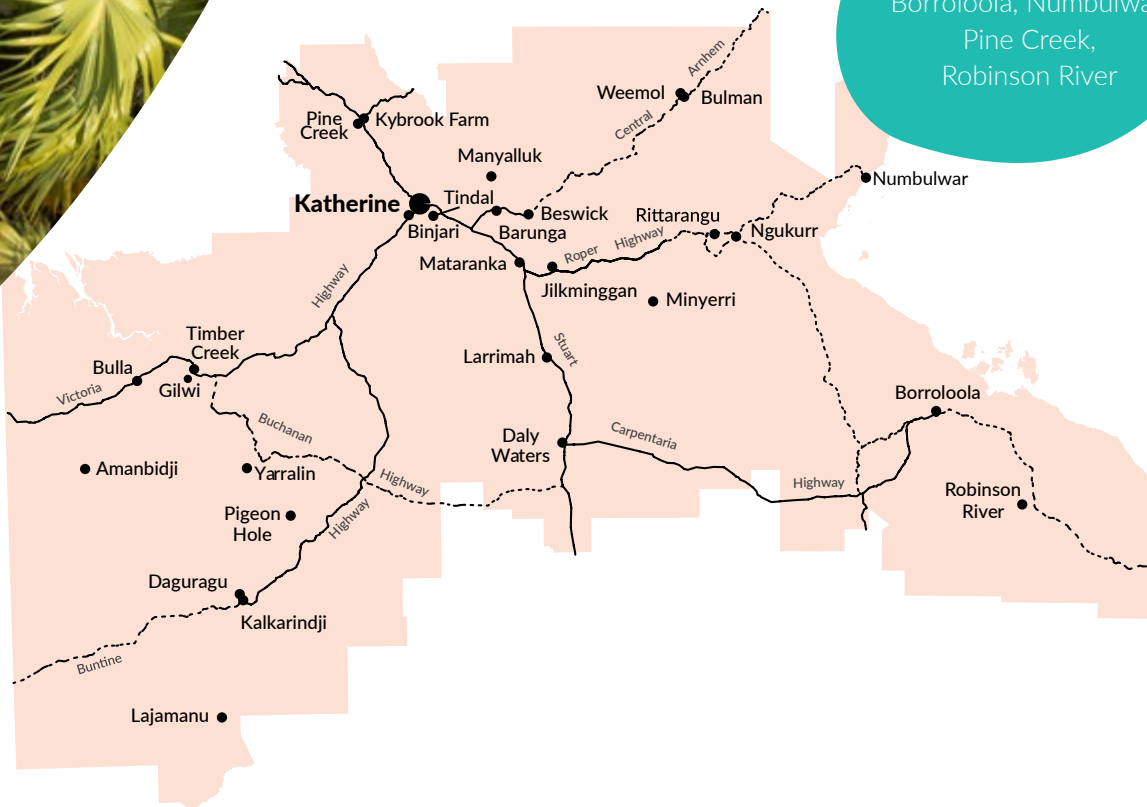 Borroloola, Numbulwa
Pine Creek,
Robinson River
Arnhem
Weemol
Bulman
Central
Pine
Creek
Kybrook Farm
Manyalluk
Numbulwar
Katherine
Tindal
Beswick
Rittarangu
Binjari
Barunga
Ngukurr
Roper
Highway
Mataranka
Jilkminggan
Minyerri
Highway
Timber
Creek
Stuart
Larrimah
Bulla
Gilwi
Victoria
Borroloola
Buchanan
Daly
Waters
Carpentaria
Amanbidji
Yarralin
Highway
Highway
Robinson
River
Pigeon
Hole
Highway
Daguragu
Kalkarindji
Buntine
Lajamanu